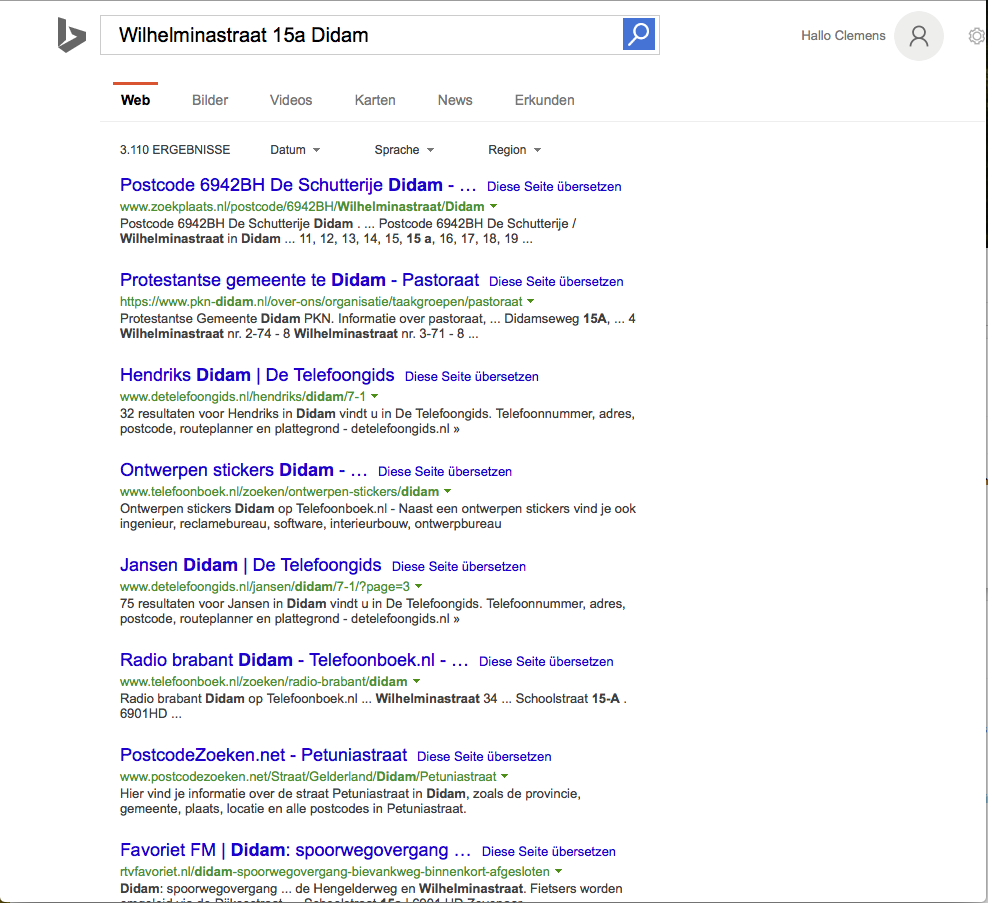 Wilhelminastraat 15a Didam
Hallo Clemens
Web Bilder Videos Karten News Erkunden
3.110 ERGEBNISSE Datum Sprache Region
Postcode 6942BH De Schutterije Didam - ... Diese Seite übersetzen
www.zoekplaats.nl/postcode/6942BH/Wilhelminastraat/Didam
Postcode 6942BH De Schutterije Didam . ... Postcode 6942BH De Schutterije /
Wilhelminastraat in Didam ... 11, 12, 13, 14, 15, 15 a, 16, 17, 18, 19 ...
Protestantse gemeente te Didam - Pastoraat Diese Seite übersetzen
https://www.pkn-didam.nl/over-ons/organisatie/taakgroepen/pastoraat
Protestantse Gemeente Didam PKN. Informatie over pastoraat, ... Didamseweg 15A, ... 4
Wilhelminastraat nr. 2-74 - 8 Wilhelminastraat nr. 3-71 - 8 ...
Hendriks Didam | De Telefoongids Diese Seite übersetzen
www.detelefoongids.nl/hendriks/didam/7-1
32 resultaten voor Hendriks in Didam vindt u in De Telefoongids. Telefoonnummer, adres,
postcode, routeplanner en plattegrond - detelefoongids.nl »
Ontwerpen stickers Didam - ... Diese Seite übersetzen
www.telefoonboek.nl/zoeken/ontwerpen-stickers/didam
Ontwerpen stickers Didam op Telefoonboek.nl - Naast een ontwerpen stickers vind je ook
ingenieur, reclamebureau, software, interieurbouw, ontwerpbureau
Jansen Didam | De Telefoongids Diese Seite übersetzen
www.detelefoongids.nl/jansen/didam/7-1/?page=3
75 resultaten voor Jansen in Didam vindt u in De Telefoongids. Telefoonnummer, adres,
postcode, routeplanner en plattegrond - detelefoongids.nl »
Radio brabant Didam - Telefoonboek.nl - ... Diese Seite übersetzen
www.telefoonboek.nl/zoeken/radio-brabant/didam
Radio brabant Didam op Telefoonboek.nl ... Wilhelminastraat 34 ... Schoolstraat 15-A .
6901HD ...
PostcodeZoeken.net - Petuniastraat Diese Seite übersetzen
www.postcodezoeken.net/Straat/Gelderland/Didam/Petuniastraat
Hier vind je informatie over de straat Petuniastraat in Didam, zoals de provincie,
gemeente, plaats, locatie en alle postcodes in Petuniastraat.
Favoriet FM | Didam: spoorwegovergang ... Diese Seite übersetzen
rtvfavoriet.nl/didam-spoorwegovergang-bievankweg-binnenkort-afgesloten
Didam: spoorwegovergang ... de Hengelderweg en Wilhelminastraat. Fietsers worden
omgeleid via de Dijksestraat ... Schoolstraat 15a | 6901 HD Zevenaar